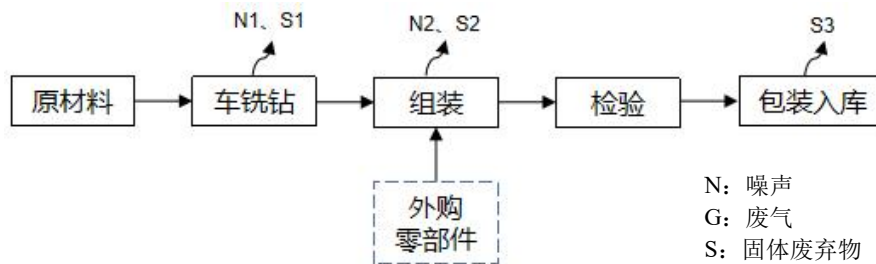 N1、S1
N2、S2
S3
原材料
车铣钻
组装
检验
包装入库
外购
零部件
N：噪声
G：废气
S：固体废弃物